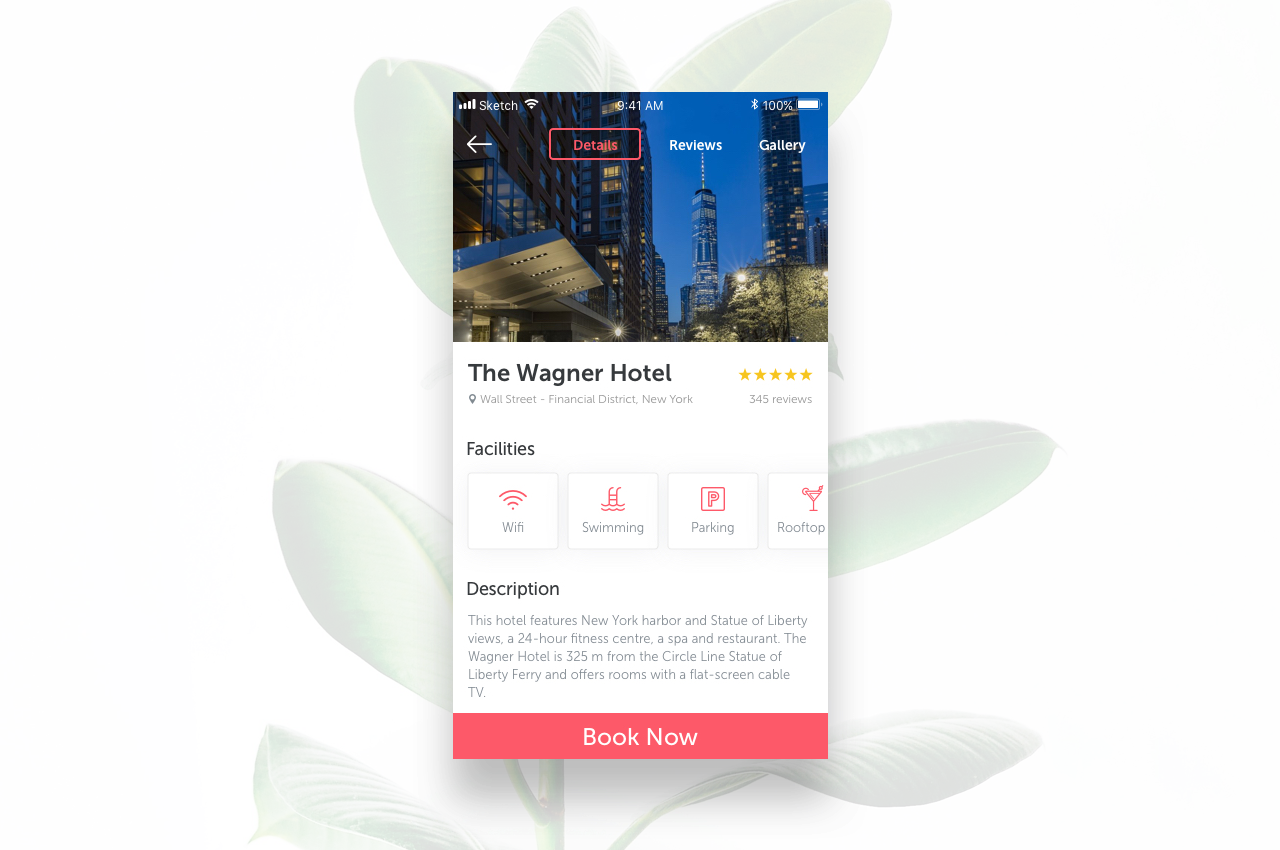 Sketch 9:41 AM 100%
Details Reviews Gallery
The Wagner Hotel
Wall Street - Financial District, New York 345 reviews
Facilities
Wifi Swimming Parking Rooftop
Description
This hotel features New York harbor and Statue of Liberty
views, a 24-hour fitness centre, a spa and restaurant. The
Wagner Hotel is 325 m from the Circle Line Statue of
Liberty Ferry and offers rooms with a flat-screen cable
TV.
Book Now